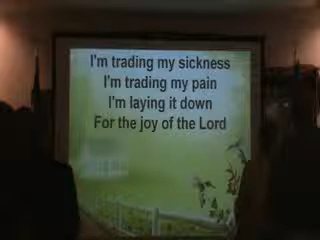 I'm trading my sickness
I'm trading my pain
I'm laying it down
For the joy of the Lord